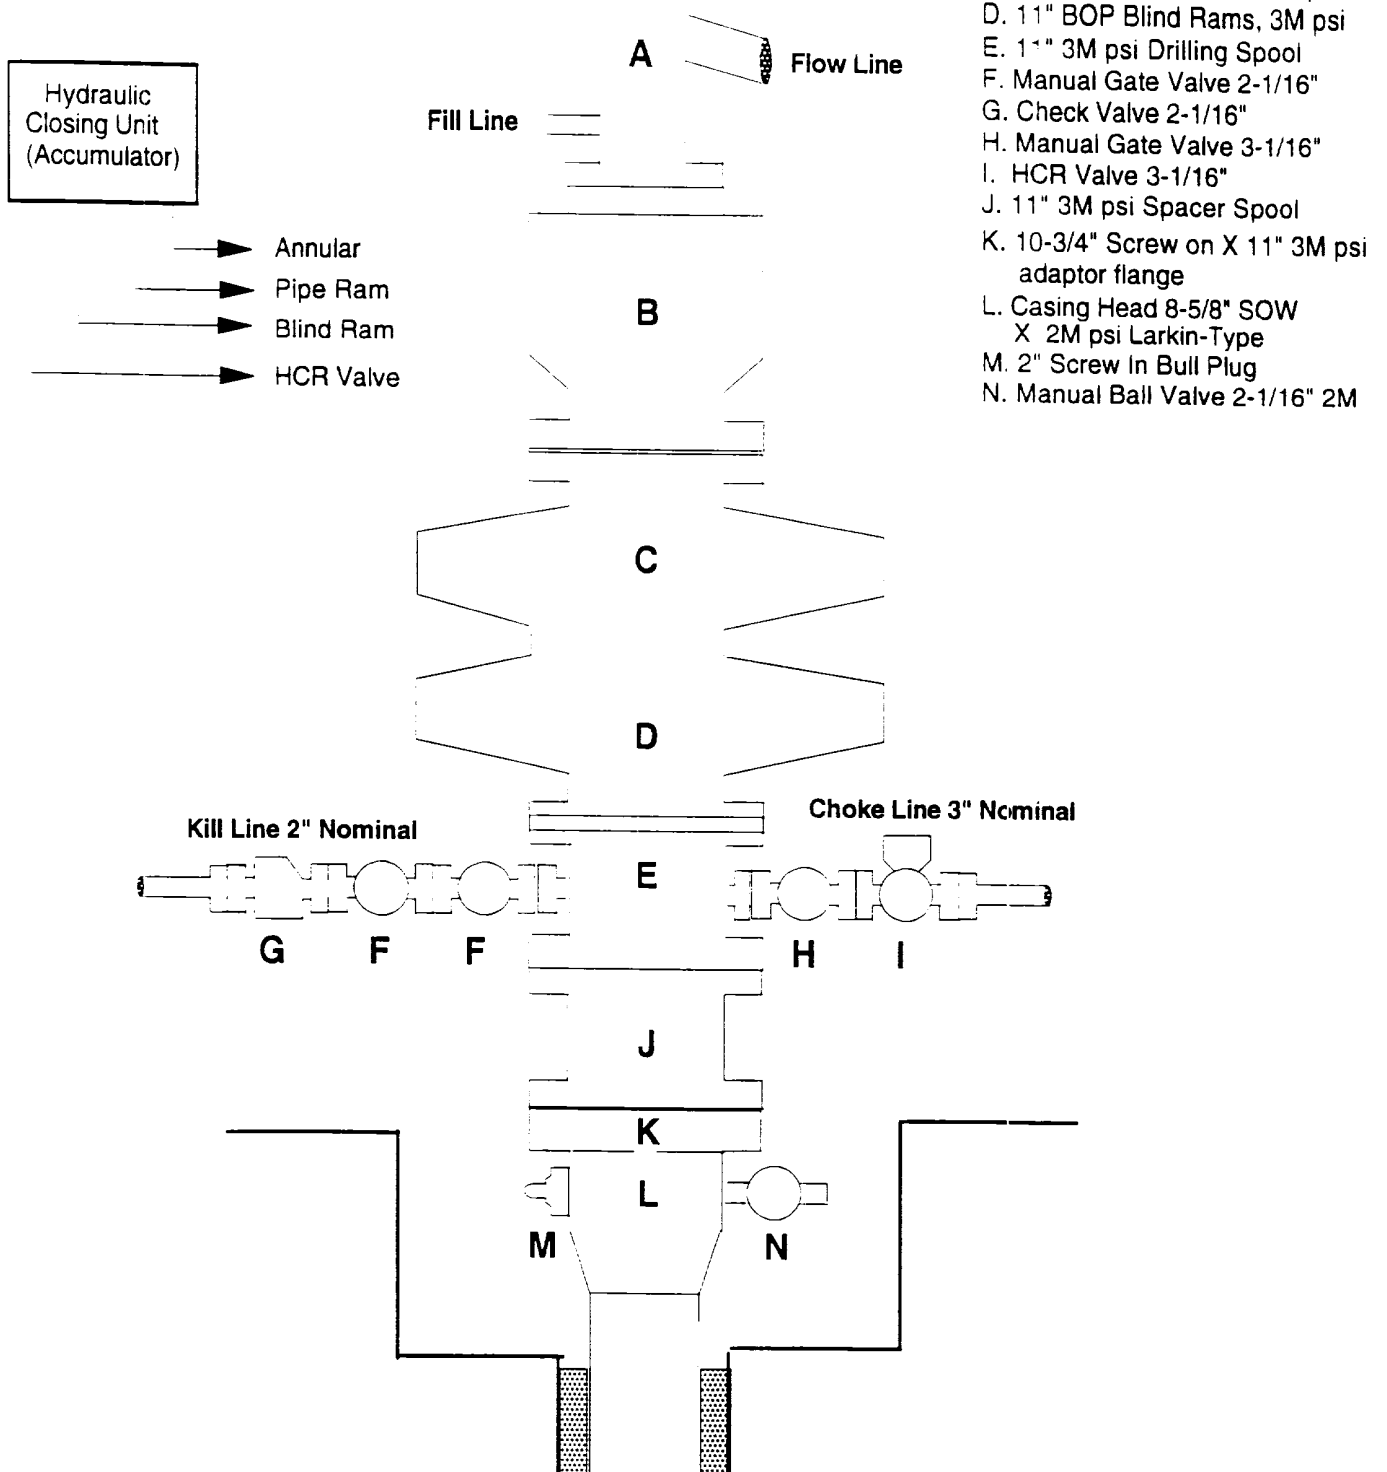 D. 11" BOP Blind Rams, 3M psi
E. 11" 3M psi Drilling Spool
F. Manual Gate Valve 2-1/16"
G. Check Valve 2-1/16"
H. Manual Gate Valve 3-1/16"
I. HCR Valve 3-1/16"
J. 11" 3M psi Spacer Spool
K. 10-3/4" Screw on X 11" 3M psi
adaptor flange
L. Casing Head 8-5/8" SOW
X 2M psi Larkin-Type
M. 2" Screw In Bull Plug
N. Manual Ball Valve 2-1/16" 2M
Hydraulic
Closing Unit
(Accumulator)
Annular
Pipe Ram
Blind Ram
HCR Valve
A
Flow Line
Fill Line
B
C
D
Kill Line 2" Nominal
Choke Line 3" Nominal
E
G F F
H I
J
K
L
M
N